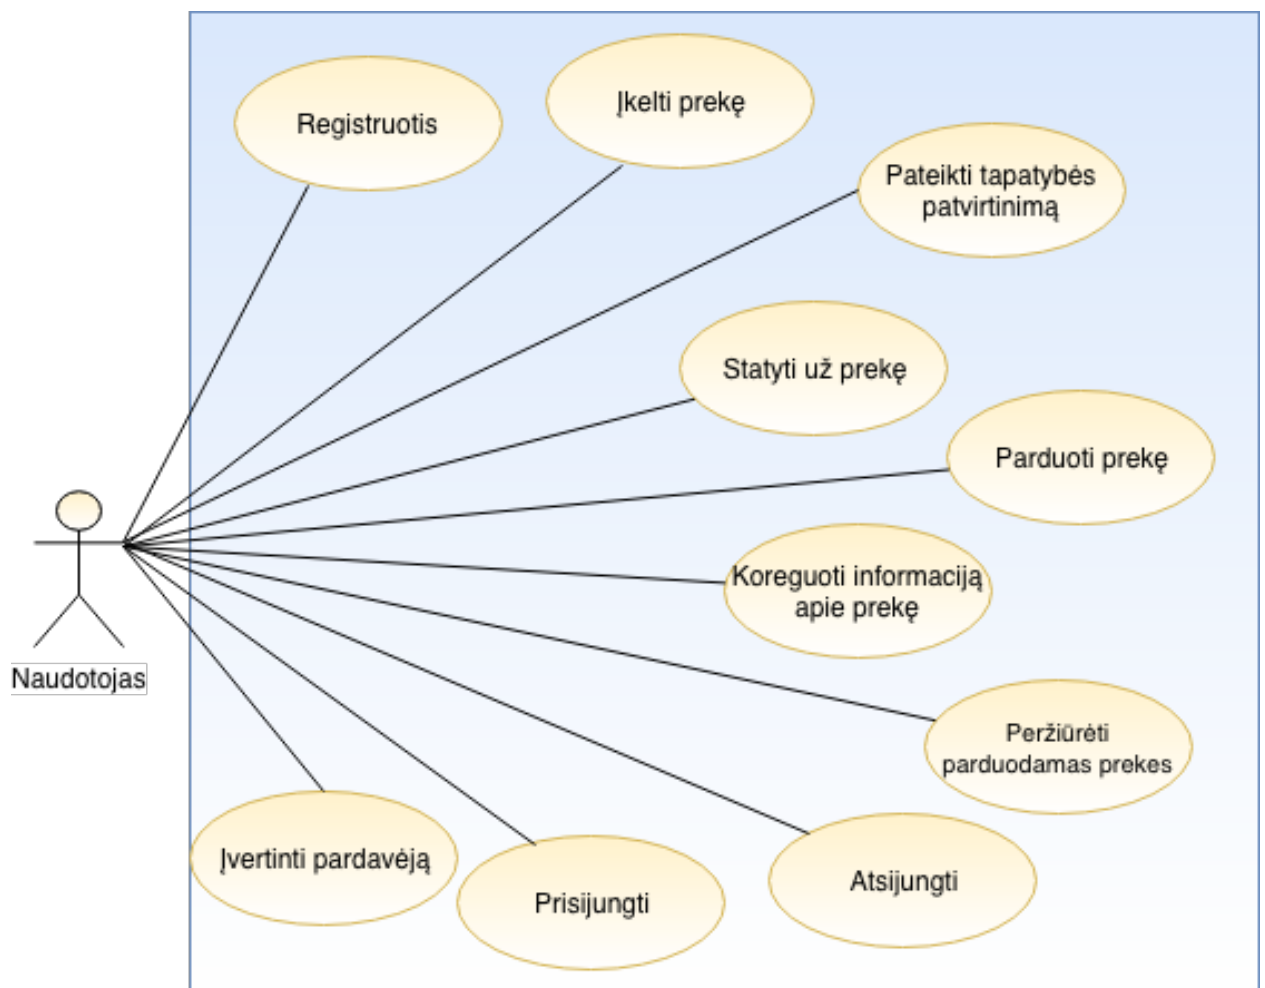 Registruotis
Įkelti prekę
Pateikti tapatybės
patvirtinimą
Statyti už prekę
Parduoti prekę
Koreguoti informaciją
apie prekę
Naudotojas
Peržiūrėti
parduodamas prekes
Įvertinti pardavėją
Prisijungti
Atsijungti